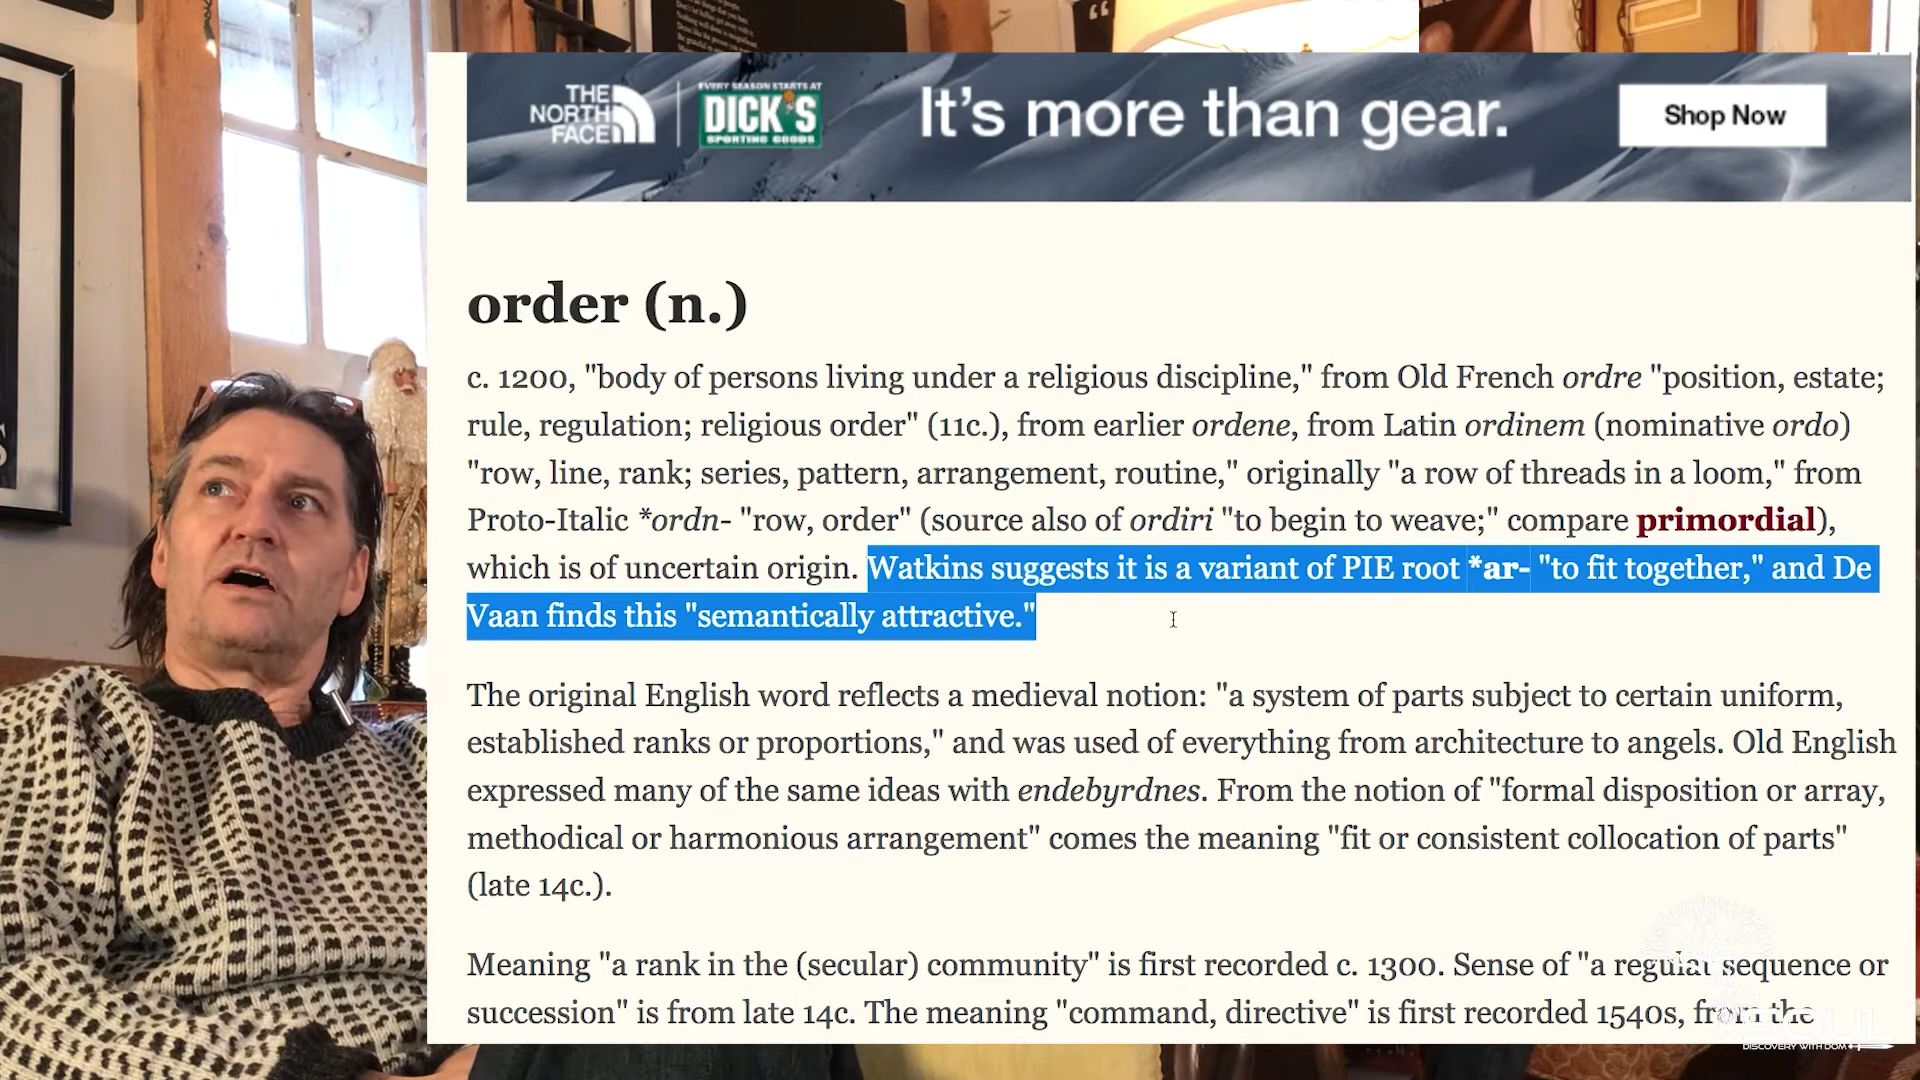 THE
NORTH
FACE
EVERY SEASON STARTS AT
DICK'S
SPORTING GOODS
It's more than gear.
Shop Now
order (n.)
c. 1200, "body of persons living under a religious discipline," from Old French ordre "position, estate;
rule, regulation; religious order" (11c.), from earlier ordene, from Latin ordinem (nominative ordo)
"row, line, rank; series, pattern, arrangement, routine," originally "a row of threads in a loom," from
Proto-Italic *ordn- "row, order" (source also of ordiri "to begin to weave;" compare primordial),
which is of uncertain origin. Watkins suggests it is a variant of PIE root *ar- "to fit together," and De
Vaan finds this "semantically attractive."
The original English word reflects a medieval notion: "a system of parts subject to certain uniform,
established ranks or proportions," and was used of everything from architecture to angels. Old English
expressed many of the same ideas with endebyrdnes. From the notion of "formal disposition or array,
methodical or harmonious arrangement" comes the meaning "fit or consistent collocation of parts"
(late 14c.).
Meaning "a rank in the (secular) community" is first recorded c. 1300. Sense of "a regular sequence or
succession" is from late 14c. The meaning "command, directive" is first recorded 1540s, from the
DISCOVERY WITH DOM